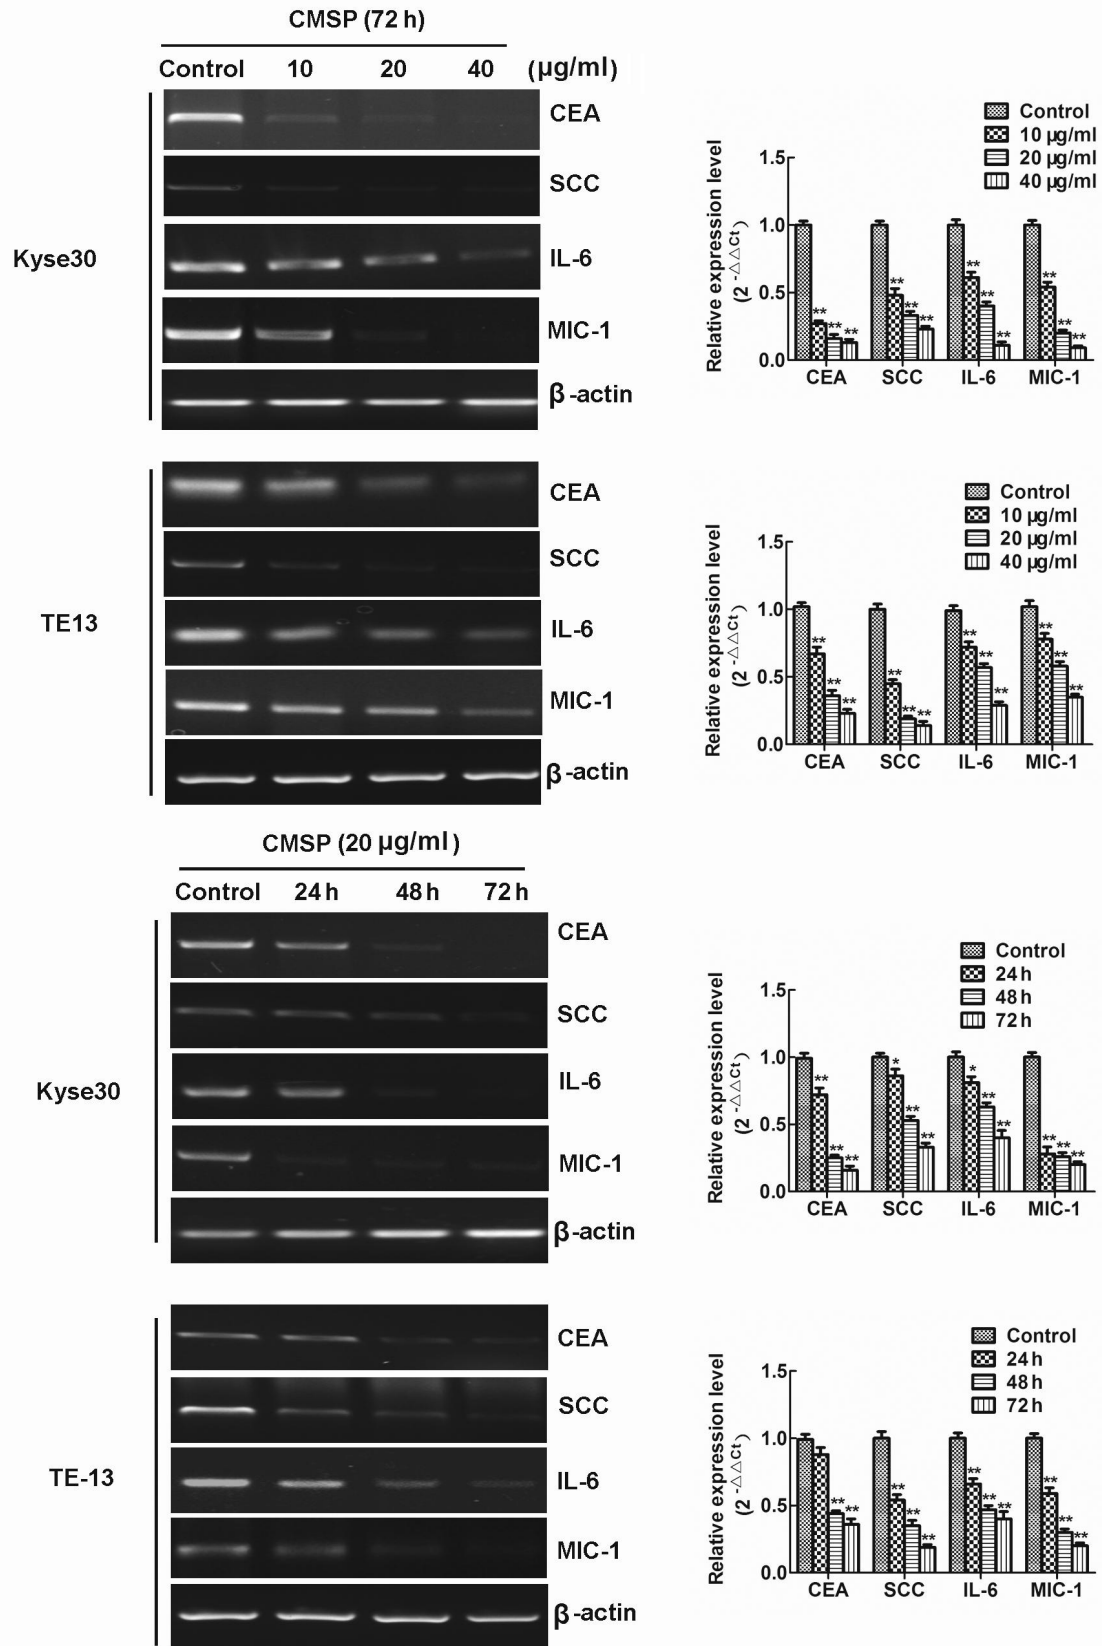 CMSP (72 h)
Control 10 20 40 (µg/ml)
Kyse30
CEA
SCC
IL-6
MIC-1
β-actin
Control
10 µg/ml
20 µg/ml
40 µg/ml
Relative expression level
(2 -△△Ct)
1.5
1.0
0.5
0.0
** ** **
** ** **
** ** **
** ** **
CEA SCC IL-6 MIC-1
TE13
CEA
SCC
IL-6
MIC-1
β-actin
Control
10 µg/ml
20 µg/ml
40 µg/ml
Relative expression level
(2 -△△Ct)
1.5
1.0
0.5
0.0
** ** **
** ** **
** ** **
** ** **
CEA SCC IL-6 MIC-1
CMSP (20 µg/ml)
Control 24 h 48 h 72 h
Kyse30
CEA
SCC
IL-6
MIC-1
β-actin
Control
24 h
48 h
72 h
Relative expression level
(2 -△△Ct)
1.5
1.0
0.5
0.0
** ** **
* ** **
* ** **
** ** **
CEA SCC IL-6 MIC-1
TE-13
CEA
SCC
IL-6
MIC-1
β-actin
Control
24 h
48 h
72 h
Relative expression level
(2 -△△Ct)
1.5
1.0
0.5
0.0
** **
** ** **
** ** **
** ** **
CEA SCC IL-6 MIC-1